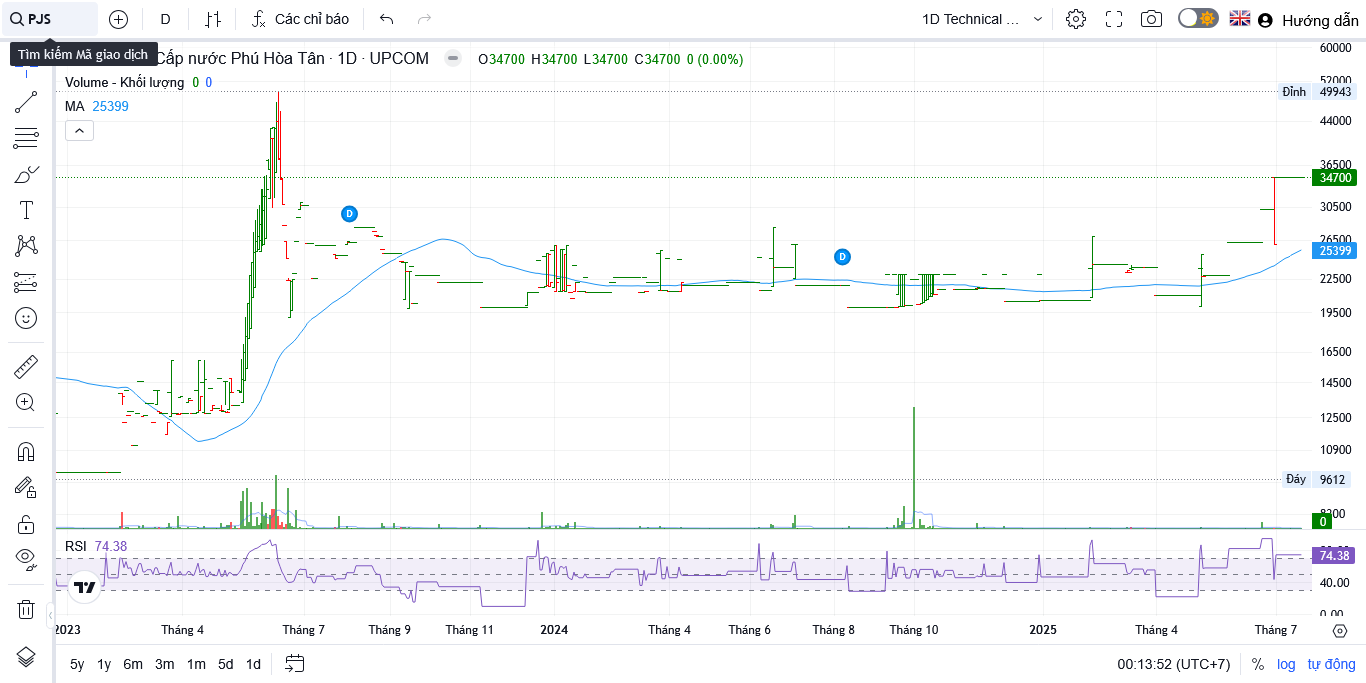 PJS
D
Các chỉ báo
1D Technical ...
Hướng dẫn
Tìm kiếm Mã giao dịch
Cấp nước Phú Hòa Tân · 1D · UPCOM
O34700 H34700 L34700 C34700 0 (0.00%)
Volume - Khối lượng 0 0
MA 25399
60000
52000
Đỉnh 49943
44000
36500
34700
30500
26500
25399
22500
19500
16500
14500
12500
10900
Đáy 9612
8300
0
D
D
RSI 74.38
74.38
40.00
0.00
2023
Tháng 4
Tháng 7
Tháng 9
Tháng 11
2024
Tháng 4
Tháng 6
Tháng 8
Tháng 10
2025
Tháng 4
Tháng 7
5y 1y 6m 3m 1m 5d 1d
00:13:52 (UTC+7)
% log tự động